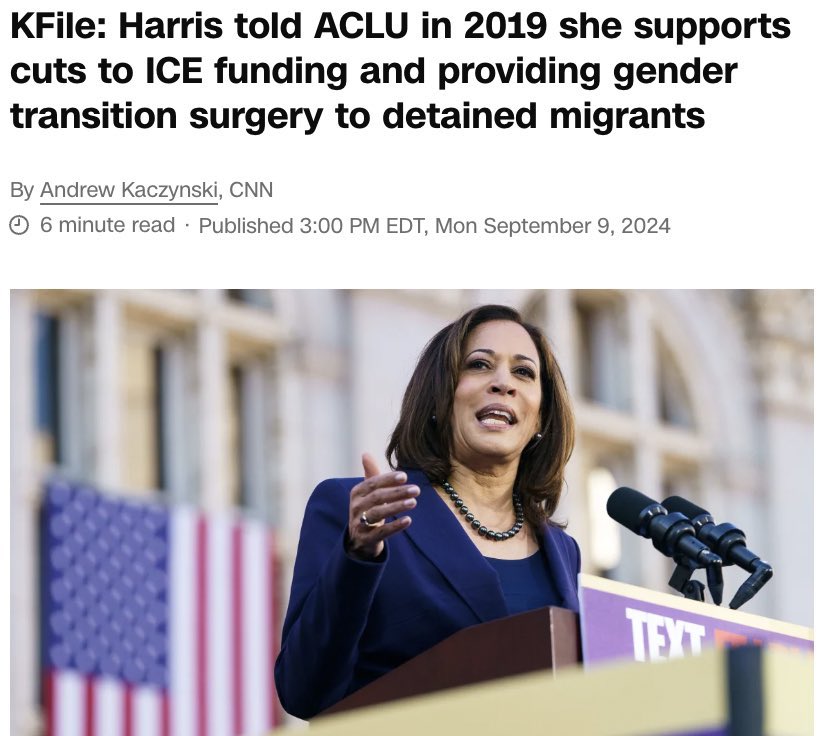 KFile: Harris told ACLU in 2019 she supports
cuts to ICE funding and providing gender
transition surgery to detained migrants
By Andrew Kaczynski, CNN
6 minute read · Published 3:00 PM EDT, Mon September 9, 2024
TEXT